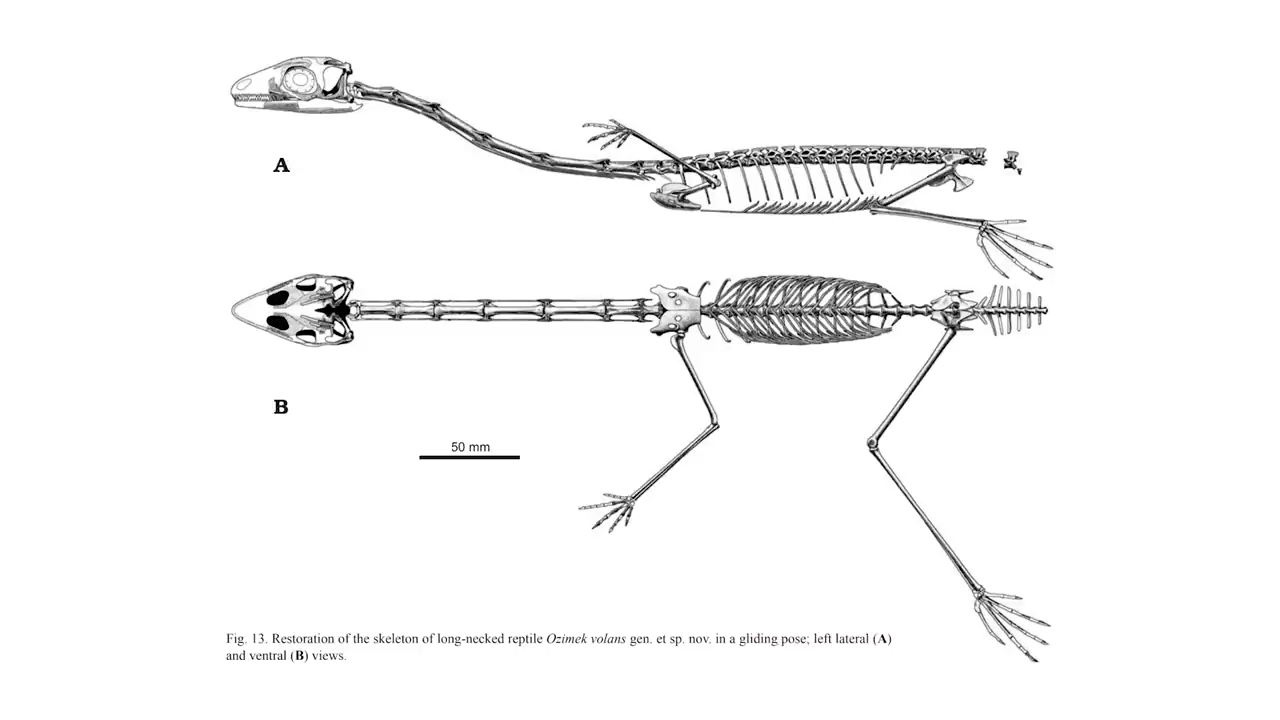 A
B
50 mm
Fig. 13. Restoration of the skeleton of long-necked reptile Ozimek volans gen. et sp. nov. in a gliding pose; left lateral (A)
and ventral (B) views.